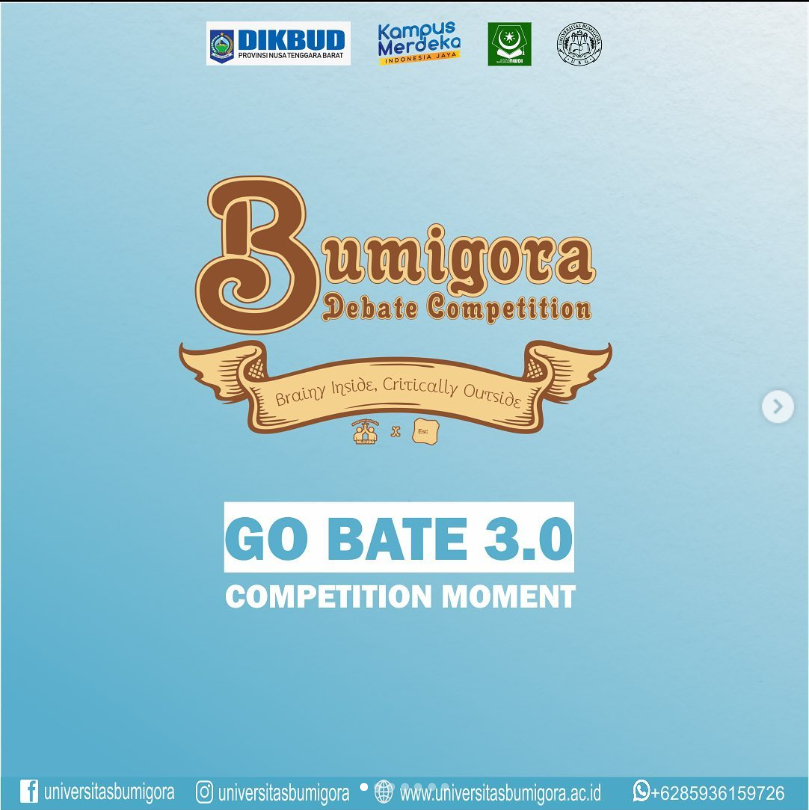 DIKBUD
PROVINSI NUSA TENGGARA BARAT
Kampus
Merdeka
INDONESIA JAYA
Bumigora
Debate Competition
Brainy Inside, Critically Outside
x
GO BATE 3.0
COMPETITION MOMENT
universitasbumigora universitasbumigora www.universitasbumigora.ac.id +6285936159726